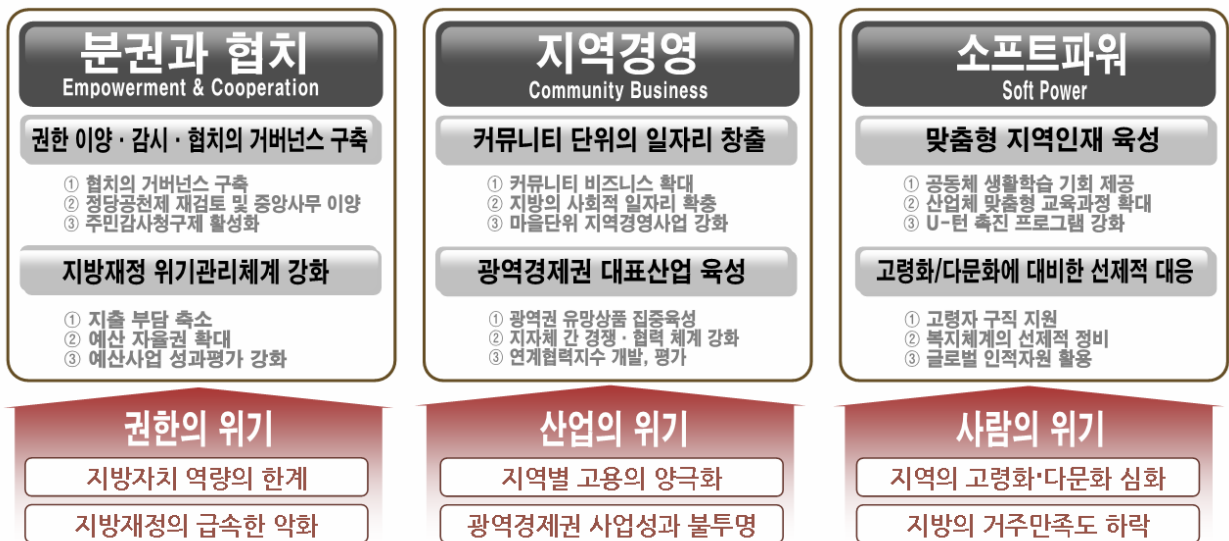 분권과 협치
Empowerment & Cooperation
권한 이양·감시·협치의 거버넌스 구축
① 협치의 거버넌스 구축
② 정당공천제 재검토 및 중앙사무 이양
③ 주민감사청구제 활성화
지방재정 위기관리체계 강화
① 지출 부담 축소
② 예산 자율권 확대
③ 예산사업 성과평가 강화
권한의 위기
지방자치 역량의 한계
지방재정의 급속한 악화
지역경영
Community Business
커뮤니티 단위의 일자리 창출
① 커뮤니티 비즈니스 확대
② 지방의 사회적 일자리 확충
③ 마을단위 지역경영사업 강화
광역경제권 대표산업 육성
① 광역권 유망상품 집중육성
② 지자체 간 경쟁·협력 체계 강화
③ 연계협력지수 개발, 평가
산업의 위기
지역별 고용의 양극화
광역경제권 사업성과 불투명
소프트파워
Soft Power
맞춤형 지역인재 육성
① 공동체 생활학습 기회 제공
② 산업체 맞춤형 교육과정 확대
③ U-턴 촉진 프로그램 강화
고령화/다문화에 대비한 선제적 대응
① 고령자 구직 지원
② 복지체계의 선제적 정비
③ 글로벌 인적자원 활용
사람의 위기
지역의 고령화·다문화 심화
지방의 거주만족도 하락